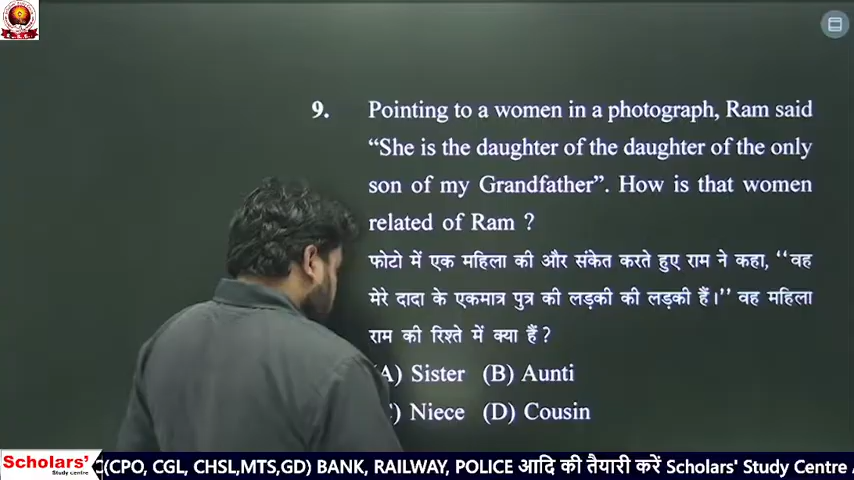 9. Pointing to a women in a photograph, Ram said
“She is the daughter of the daughter of the only
son of my Grandfather”. How is that women
related of Ram ?
फोटो में एक महिला की और संकेत करते हुए राम ने कहा, ‘‘वह
मेरे दादा के एकमात्र पुत्र की लड़की की लड़की हैं।’’ वह महिला
राम की रिश्ते में क्या हैं?
A) Sister (B) Aunti
) Niece (D) Cousin
Scholars'
Study Centre
(CPO, CGL, CHSL,MTS,GD) BANK, RAILWAY, POLICE आदि की तैयारी करें Scholars' Study Centre